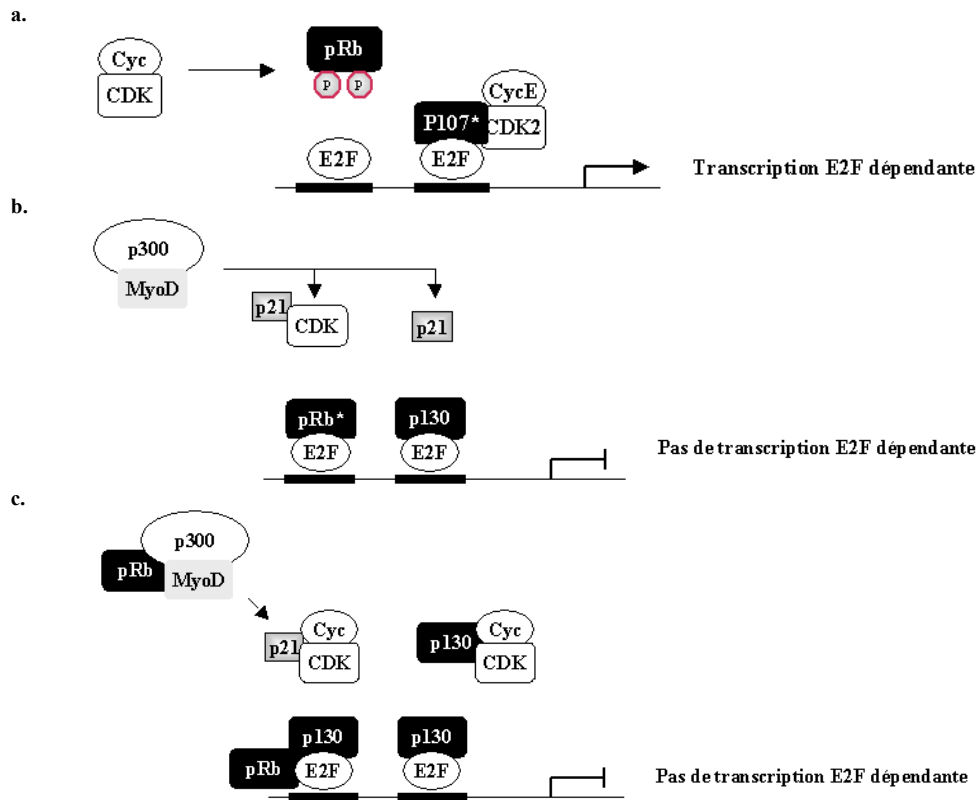 a.
Cyc
CDK
pRb
P P
CycE
P107*
CDK2
E2F
E2F
Transcription E2F dépendante
b.
p300
MyoD
p21
CDK
p21
pRb*
p130
E2F
E2F
Pas de transcription E2F dépendante
c.
p300
pRb
MyoD
Cyc
p21
CDK
Cyc
p130
CDK
p130
p130
pRb
E2F
E2F
Pas de transcription E2F dépendante